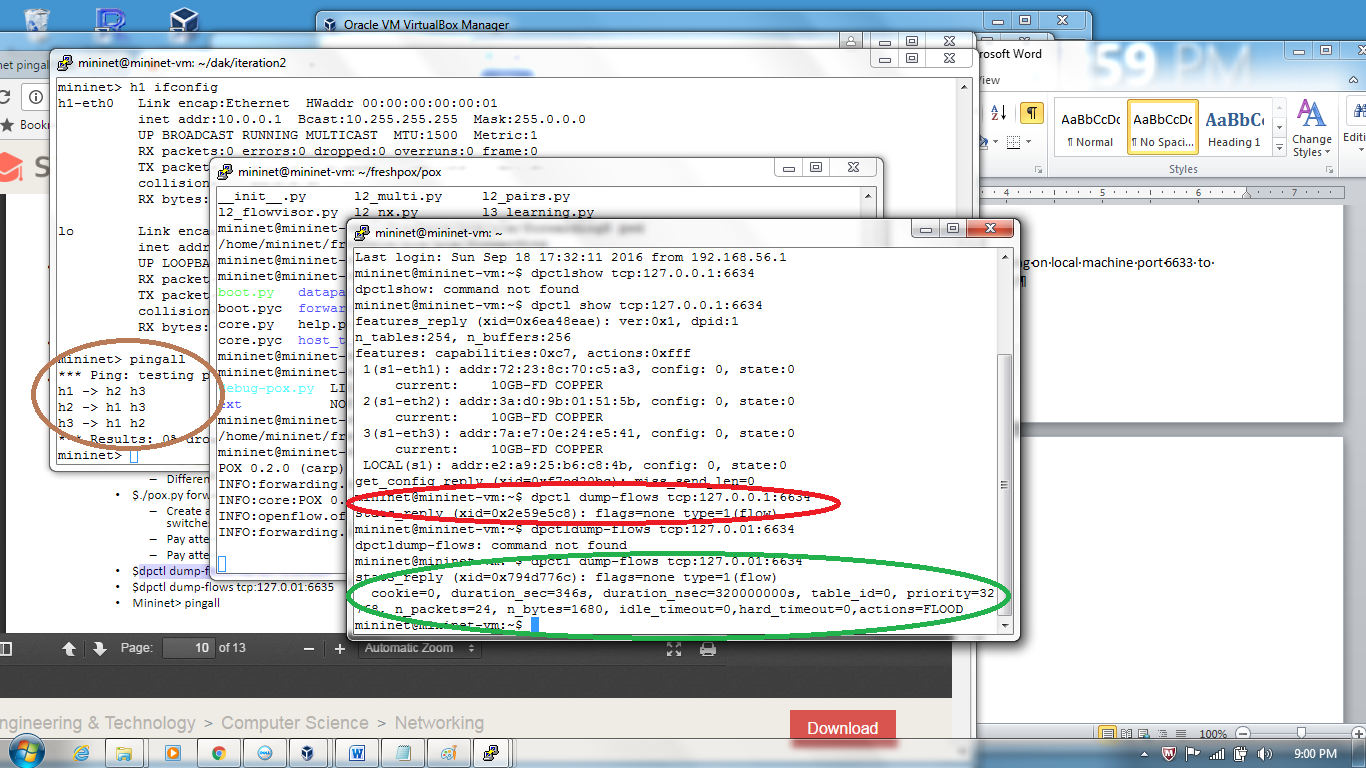 Oracle VM VirtualBox Manager
59 PM
net pingal
rosoft Word
View
Bookn
mininet@mininet-vm: ~/dak/iteration2
mininet> h1 ifconfig
h1-eth0   Link encap:Ethernet  HWaddr 00:00:00:00:00:01
inet addr:10.0.0.1  Bcast:10.255.255.255  Mask:255.0.0.0
UP BROADCAST RUNNING MULTICAST  MTU:1500  Metric:1
RX packets:0 errors:0 dropped:0 overruns:0 frame:0
TX packet
collision
RX bytes:
lo        Link enca
inet addr
UP LOOPBA
RX packet
TX packet
collision
RX bytes:
mininet> pingall
*** Ping: testing p
h1 -> h2 h3
h2 -> h1 h3
h3 -> h1 h2
*** Results: 0% dro
mininet>
mininet@mininet-vm: ~/freshpox/pox
__init__.py      l2_multi.py     l2_pairs.py
l2_flowvisor.py  l2_nx.py        l3_learning.py
mininet@mininet
/home/mininet/fr
mininet@mininet-
mininet@mininet-
boot.py   datapa
boot.pyc  forwar
core.py   help.p
core.pyc  host_t
mininet@mininet-
mininet@mininet-
debug-pox.py  LI
ext           NO
mininet@mininet-
/home/mininet/fr
mininet@mininet-
POX 0.2.0 (carp)
INFO:forwarding.
INFO:core:POX 0.
INFO:openflow.of
INFO:forwarding.
mininet@mininet-vm: ~
Last login: Sun Sep 18 17:32:11 2016 from 192.168.56.1
mininet@mininet-vm:~$ dpctlshow tcp:127.0.0.1:6634
dpctlshow: command not found
mininet@mininet-vm:~$ dpctl show tcp:127.0.0.1:6634
features_reply (xid=0x6ea48eae): ver:0x1, dpid:1
n_tables:254, n_buffers:256
features: capabilities:0xc7, actions:0xfff
1(s1-eth1): addr:72:23:8c:70:c5:a3, config: 0, state:0
current:    10GB-FD COPPER
2(s1-eth2): addr:3a:d0:9b:01:51:5b, config: 0, state:0
current:    10GB-FD COPPER
3(s1-eth3): addr:7a:e7:0e:24:e5:41, config: 0, state:0
current:    10GB-FD COPPER
LOCAL(s1): addr:e2:a9:25:b6:c8:4b, config: 0, state:0
get_config_reply miss_send_len=0
mininet@mininet-vm:~$ dpctl dump-flows tcp:127.0.0.1:6634
stats_reply (xid=0x2e59e5c8): flags=none type=1(flow)
mininet@mininet-vm:~$ dpctldump-flows tcp:127.0.01:6634
dpctldump-flows: command not found
mininet@mininet-vm:~$ dpctl dump-flows tcp:127.0.01:6634
stats_reply (xid=0x794d776c): flags=none type=1(flow)
cookie=0, duration_sec=346s, duration_nsec=320000000s, table_id=0, priority=32
768, n_packets=24, n_bytes=1680, idle_timeout=0,hard_timeout=0,actions=FLOOD
mininet@mininet-vm:~$
AaBbCcDc AaBbCcDc AaBbCc
¶ Normal ¶ No Spaci... Heading 1
Change
Styles
Editi
Styles
4 5 6 7
g·on·local·machine·port·6633·to·
– Differen
• $./pox.py forw
– Create a
switche
– Pay atte
– Pay atte
• $dpctl dump-fl
• $dpctl dump-flows tcp:127.0.01:6635
• Mininet> pingall
Page: 10 of 13 Automatic Zoom
ngineering & Technology > Computer Science > Networking
Download
100%
9:00 PM